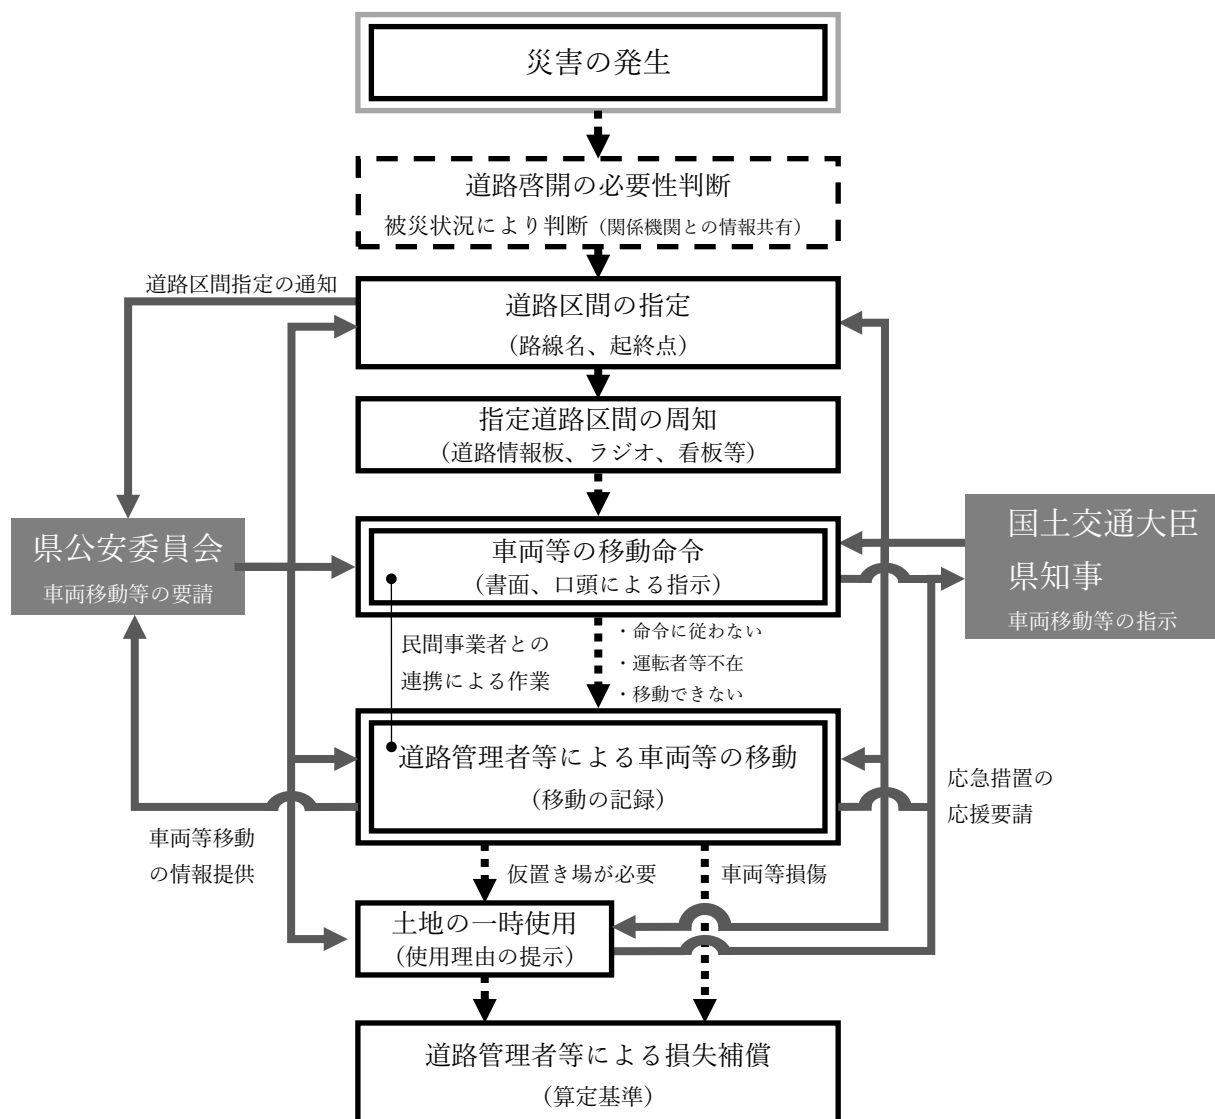 災害の発生
道路啓開の必要性判断
被災状況により判断（関係機関との情報共有）
道路区間指定の通知
道路区間の指定
（路線名、起終点）
指定道路区間の周知
（道路情報板、ラジオ、看板等）
県公安委員会
車両移動等の要請
車両等の移動命令
（書面、口頭による指示）
国土交通大臣
県知事
車両移動等の指示
民間事業者との
連携による作業
・命令に従わない
・運転者等不在
・移動できない
道路管理者等による車両等の移動
（移動の記録）
応急措置の
応援要請
車両等移動
の情報提供
仮置き場が必要
車両等損傷
土地の一時使用
（使用理由の提示）
道路管理者等による損失補償
（算定基準）